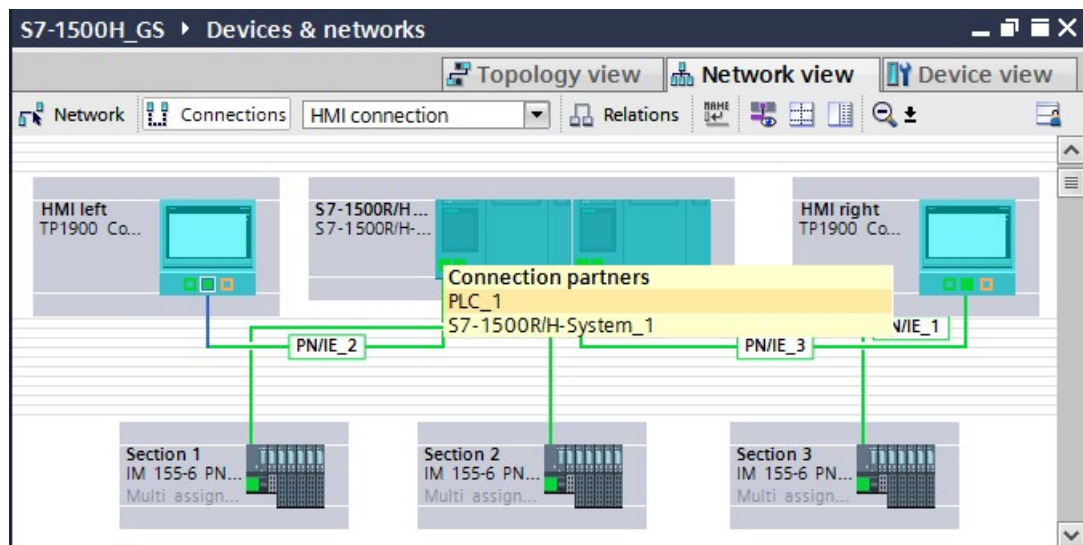 S7-1500H_GS ▸ Devices & networks
Topology view Network view Device view
Network Connections HMI connection Relations NAME
HMI left
TP1900 Co...
S7-1500R/H ...
S7-1500R/H-...
HMI right
TP1900 Co...
Connection partners
PLC_1
S7-1500R/H-System_1
PN/IE_2
PN/IE_3
N/IE_1
Section 1
IM 155-6 PN...
Multi assign...
Section 2
IM 155-6 PN...
Multi assign...
Section 3
IM 155-6 PN...
Multi assign...